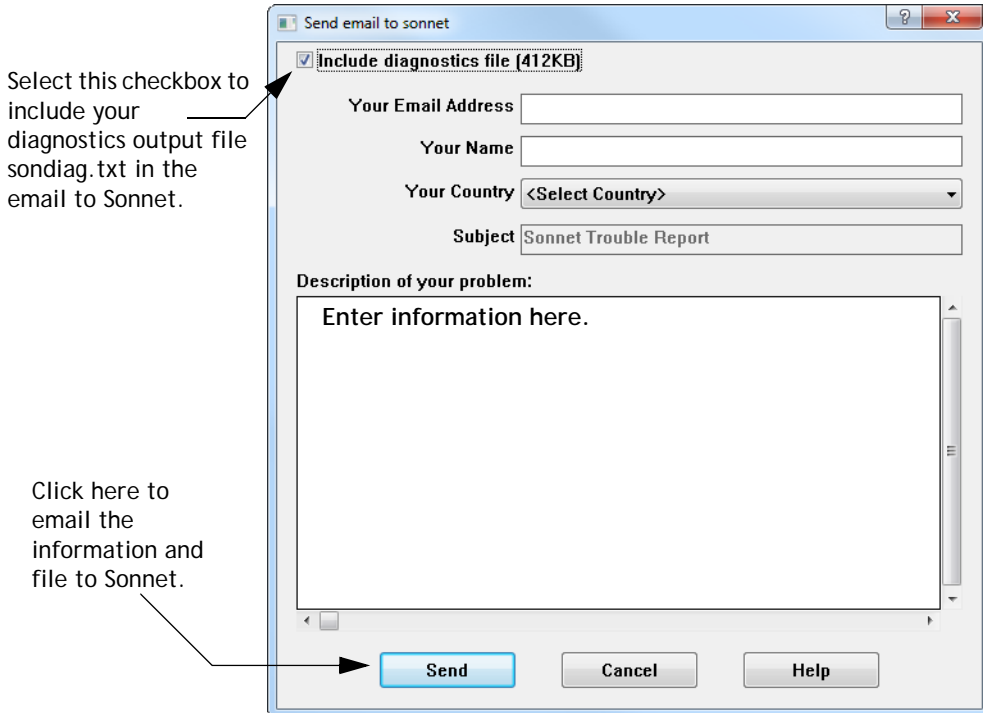 Send email to sonnet
Include diagnostics file (412KB)
Select this checkbox to
include your
diagnostics output file
sondiag.txt in the
email to Sonnet.
Your Email Address
Your Name
Your Country <Select Country>
Subject Sonnet Trouble Report
Description of your problem:
Enter information here.
Click here to
email the
information and
file to Sonnet.
Send Cancel Help